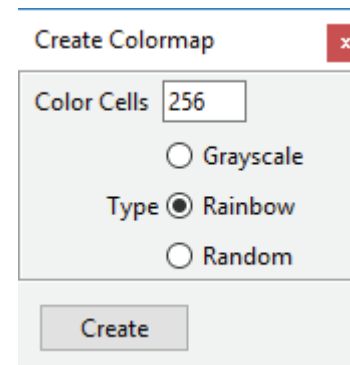 Create Colormap x
Color Cells 256
Grayscale
Type Rainbow
Random
Create